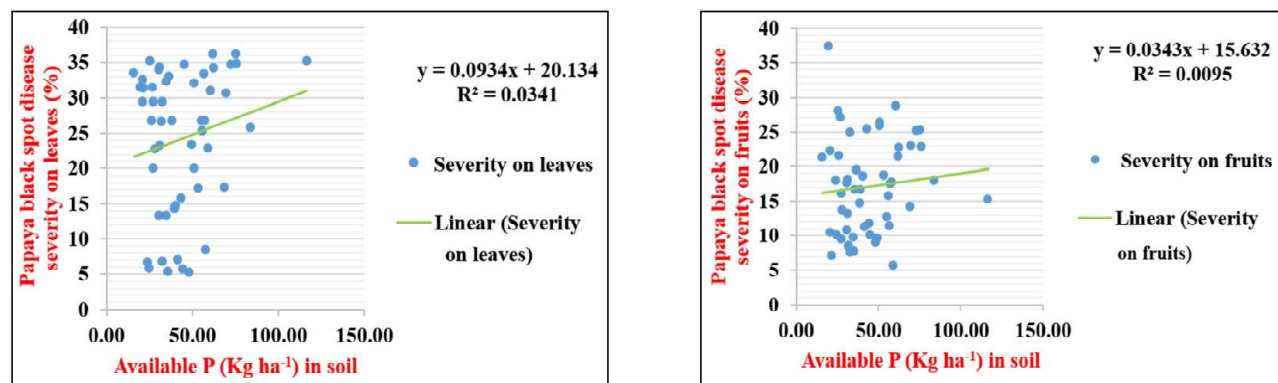 Papaya black spot disease
severity on leaves (%)
40
35
30
25
20
15
10
5
0
0.00 50.00 100.00 150.00
Available P (Kg ha⁻¹) in soil
y = 0.0934x + 20.134
R² = 0.0341
Severity on leaves
Linear (Severity
on leaves)
Papaya black spot disease
severity on fruits (%)
40
35
30
25
20
15
10
5
0
0.00 50.00 100.00 150.00
Available P (Kg ha⁻¹) in soil
y = 0.0343x + 15.632
R² = 0.0095
Severity on fruits
Linear (Severity
on fruits)